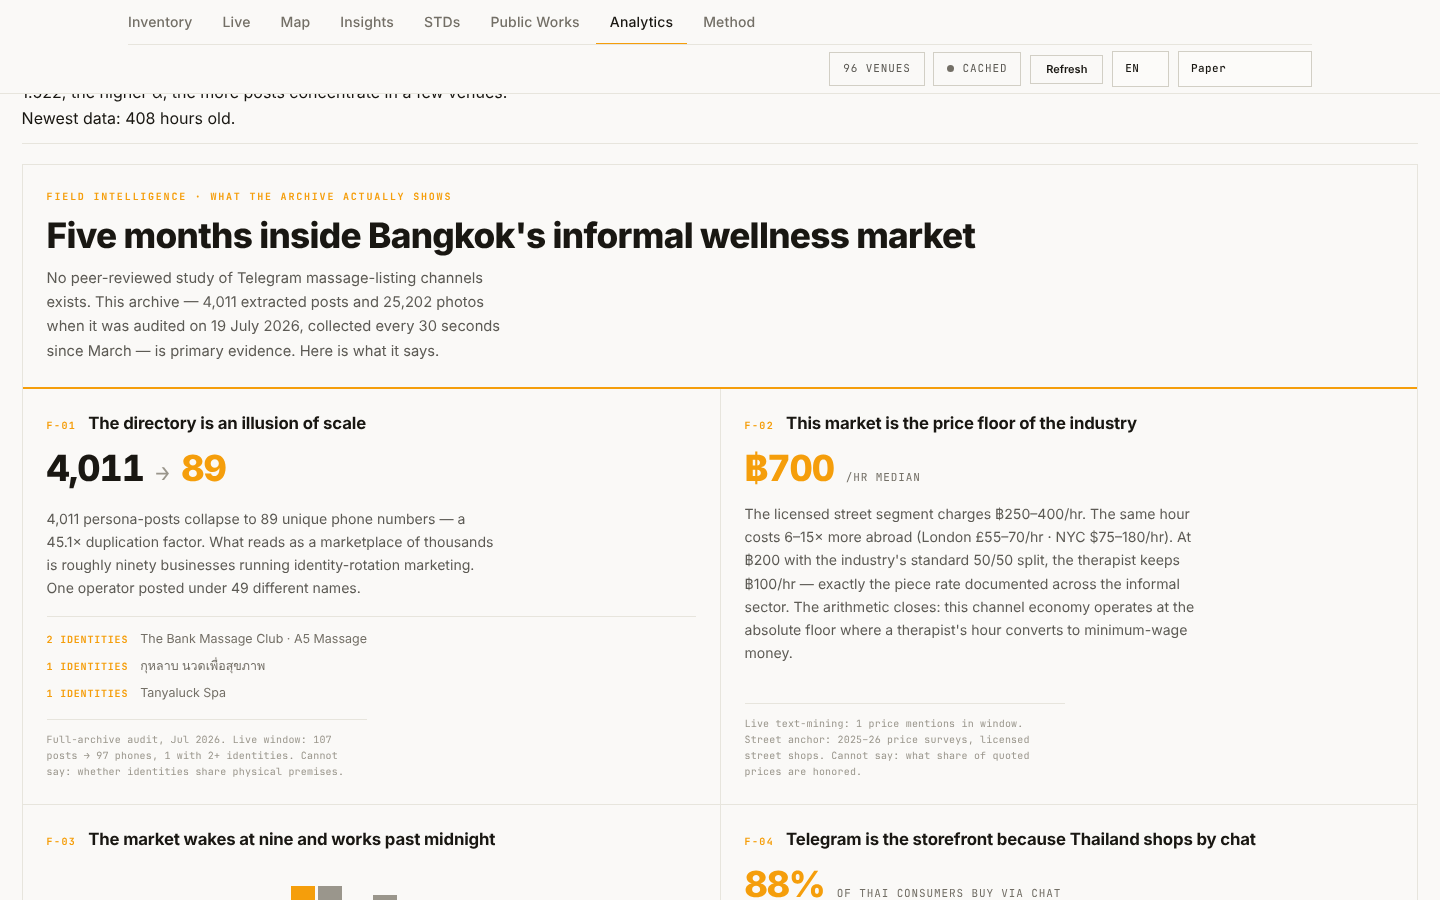 Inventory Live Map Insights STDs Public Works Analytics Method
96 VENUES CACHED Refresh EN Paper
1.522, the higher α, the more posts concentrate in a few venues.
Newest data: 408 hours old.
FIELD INTELLIGENCE · WHAT THE ARCHIVE ACTUALLY SHOWS
Five months inside Bangkok's informal wellness market
No peer-reviewed study of Telegram massage-listing channels
exists. This archive — 4,011 extracted posts and 25,202 photos
when it was audited on 19 July 2026, collected every 30 seconds
since March — is primary evidence. Here is what it says.
F-01 The directory is an illusion of scale
4,011 → 89
4,011 persona-posts collapse to 89 unique phone numbers — a
45.1× duplication factor. What reads as a marketplace of thousands
is roughly ninety businesses running identity-rotation marketing.
One operator posted under 49 different names.
2 IDENTITIES The Bank Massage Club · A5 Massage
1 IDENTITIES กุหลาบ นวดเพื่อสุขภาพ
1 IDENTITIES Tanyaluck Spa
Full-archive audit, Jul 2026. Live window: 107
posts → 97 phones, 1 with 2+ identities. Cannot
say: whether identities share physical premises.
F-02 This market is the price floor of the industry
฿700 /HR MEDIAN
The licensed street segment charges ฿250–400/hr. The same hour
costs 6–15× more abroad (London £55–70/hr · NYC $75–180/hr). At
฿200 with the industry's standard 50/50 split, the therapist keeps
฿100/hr — exactly the piece rate documented across the informal
sector. The arithmetic closes: this channel economy operates at the
absolute floor where a therapist's hour converts to minimum-wage
money.
Live text-mining: 1 price mentions in window.
Street anchor: 2025–26 price surveys, licensed
street shops. Cannot say: what share of quoted
prices are honored.
F-03 The market wakes at nine and works past midnight
F-04 Telegram is the storefront because Thailand shops by chat
88% OF THAI CONSUMERS BUY VIA CHAT